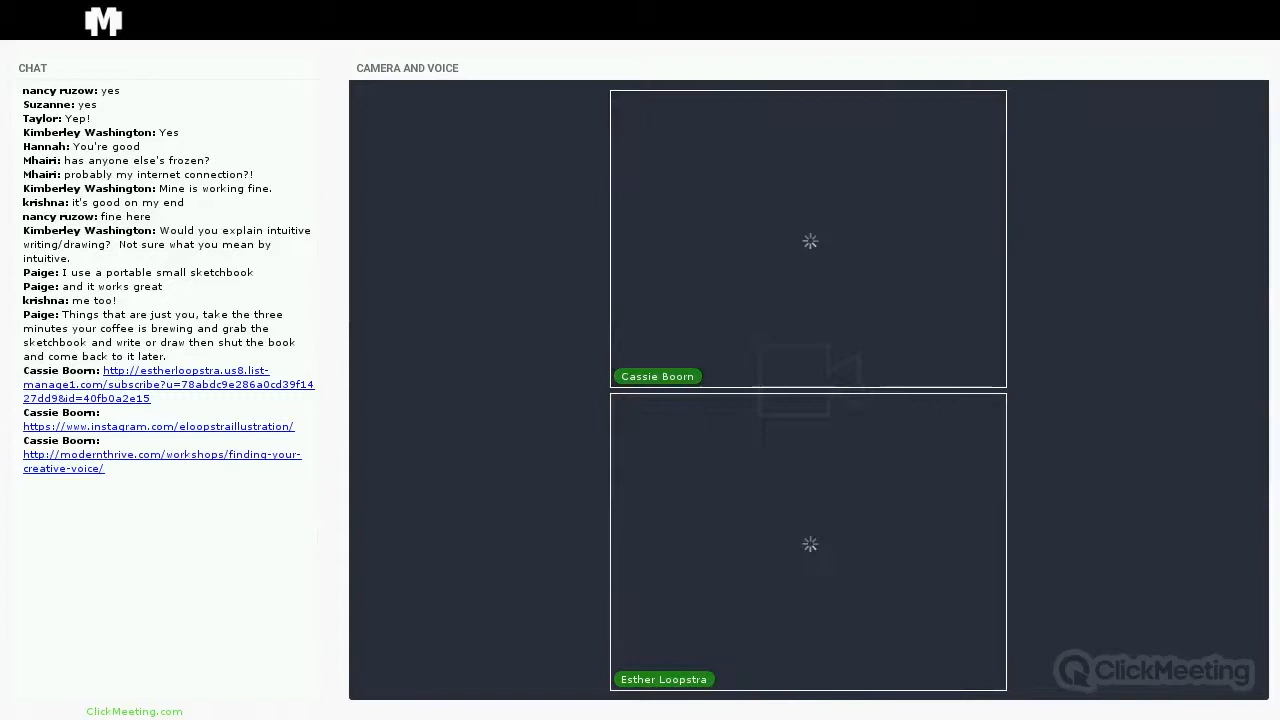 M
CHAT
nancy ruzow: yes
Suzanne: yes
Taylor: Yep!
Kimberley Washington: Yes
Hannah: You're good
Mhairi: has anyone else's frozen?
Mhairi: probably my internet connection?!
Kimberley Washington: Mine is working fine.
krishna: it's good on my end
nancy ruzow: fine here
Kimberley Washington: Would you explain intuitive
writing/drawing? Not sure what you mean by
intuitive.
Paige: I use a portable small sketchbook
Paige: and it works great
krishna: me too!
Paige: Things that are just you, take the three
minutes your coffee is brewing and grab the
sketchbook and write or draw then shut the book
and come back to it later.
Cassie Boorn: http://estherloopstra.us8.list-
manage1.com/subscribe?u=78abdc9e286a0cd39f14
27dd9&id=40fb0a2e15
Cassie Boorn:
https://www.instagram.com/eloopstraillustration/
Cassie Boorn:
http://modernthrive.com/workshops/finding-your-
creative-voice/
ClickMeeting.com
CAMERA AND VOICE
Cassie Boorn
Esther Loopstra
ClickMeeting